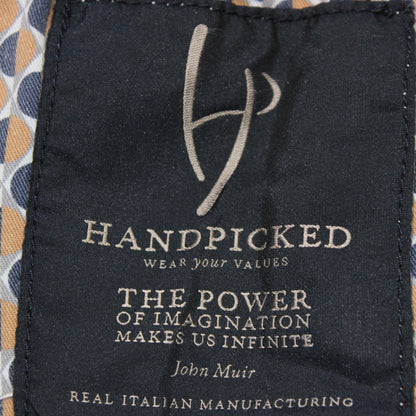 HANDPICKED
WEAR your VALUES
THE POWER
OF IMAGINATION
MAKES US INFINITE
John Muir
REAL ITALIAN MANUFACTURING